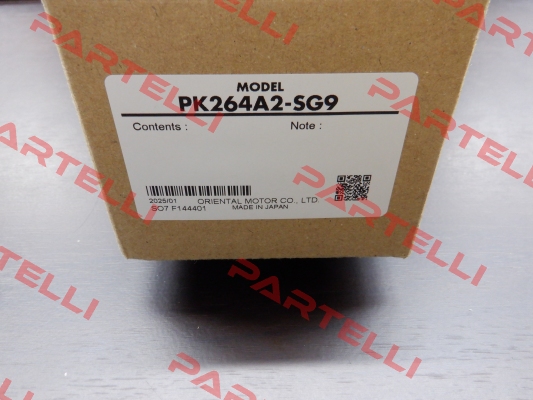 MODEL
PK264A2-SG9
Contents : Note :
2025/01 ORIENTAL MOTOR CO., LTD.
SO7 F144401 MADE IN JAPAN
PARTELLI
PARTELLI
PARTELLI
PARTELLI
PARTELLI
PARTELLI
PARTELLI
PARTELLI